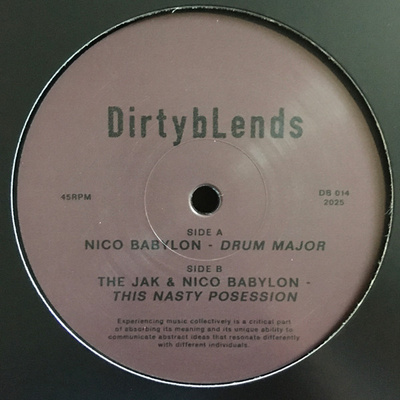 DirtybLends
45RPM
DB 014
2025
SIDE A
NICO BABYLON - DRUM MAJOR
SIDE B
THE JAK & NICO BABYLON -
THIS NASTY POSESSION
Experiencing music collectively is a critical part
of absorbing its meaning and its unique ability to
communicate abstract ideas that resonate differently
with different individuals.